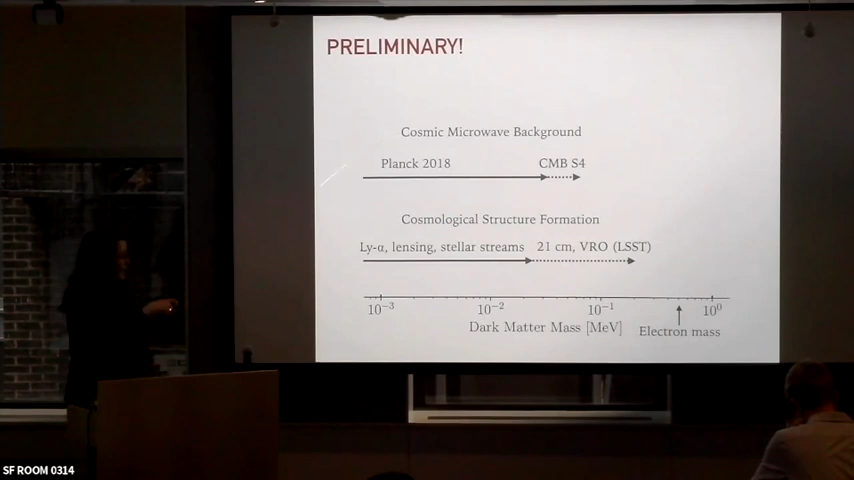 PRELIMINARY!
Cosmic Microwave Background
Planck 2018 CMB S4
Cosmological Structure Formation
Ly-α, lensing, stellar streams 21 cm, VRO (LSST)
10⁻³ 10⁻² 10⁻¹ 10⁰
Dark Matter Mass [MeV] Electron mass
SF ROOM 0314